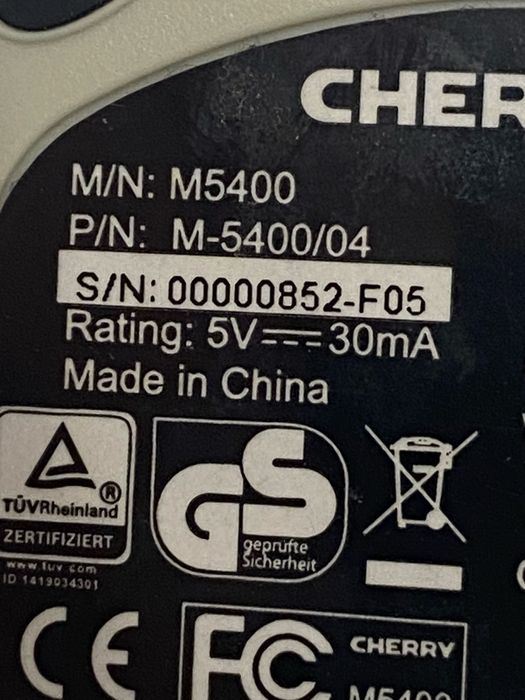 CHER
M/N: M5400
P/N: M-5400/04
S/N: 00000852-F05
Rating: 5V⎓30mA
Made in China
TÜVRheinland®
ZERTIFIZIERT
www.tuv.com
ID 1419034301
GS
geprüfte
Sicherheit
CE
FC
CHERRY
M5400